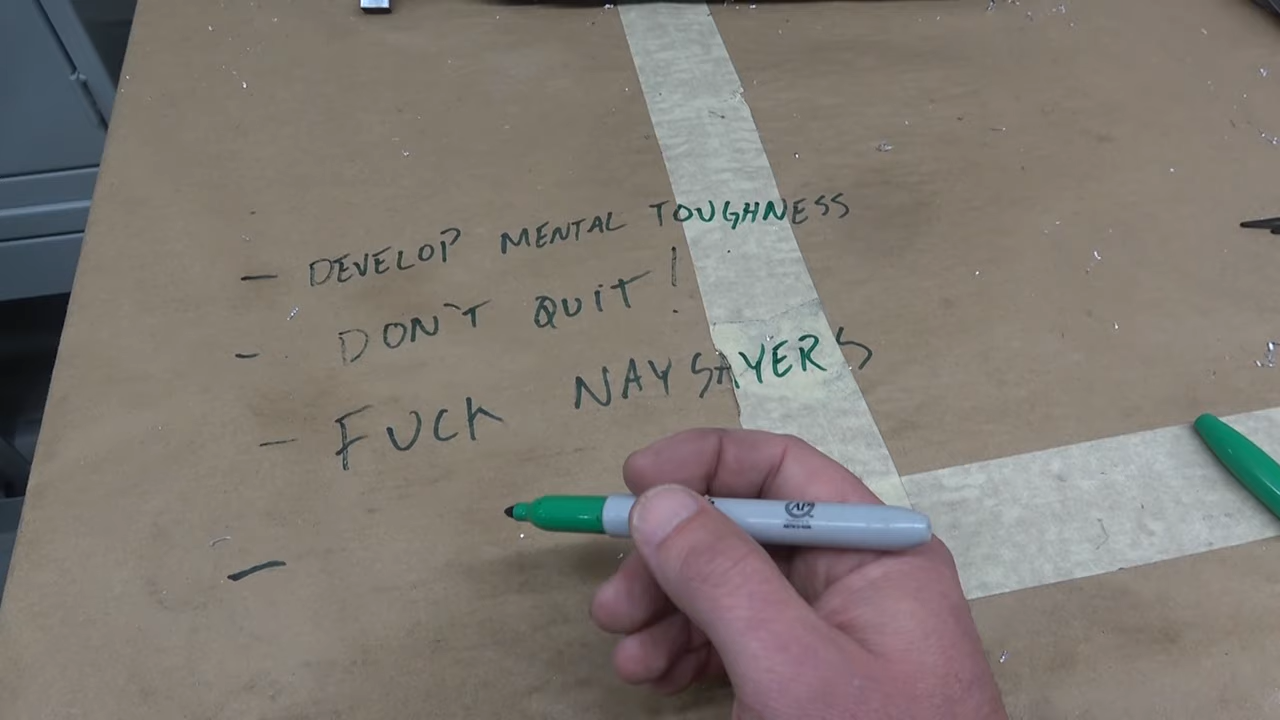 - DEVELOP MENTAL TOUGHNESS
- DON'T QUIT!
- FUCK NAYSAYERS
-